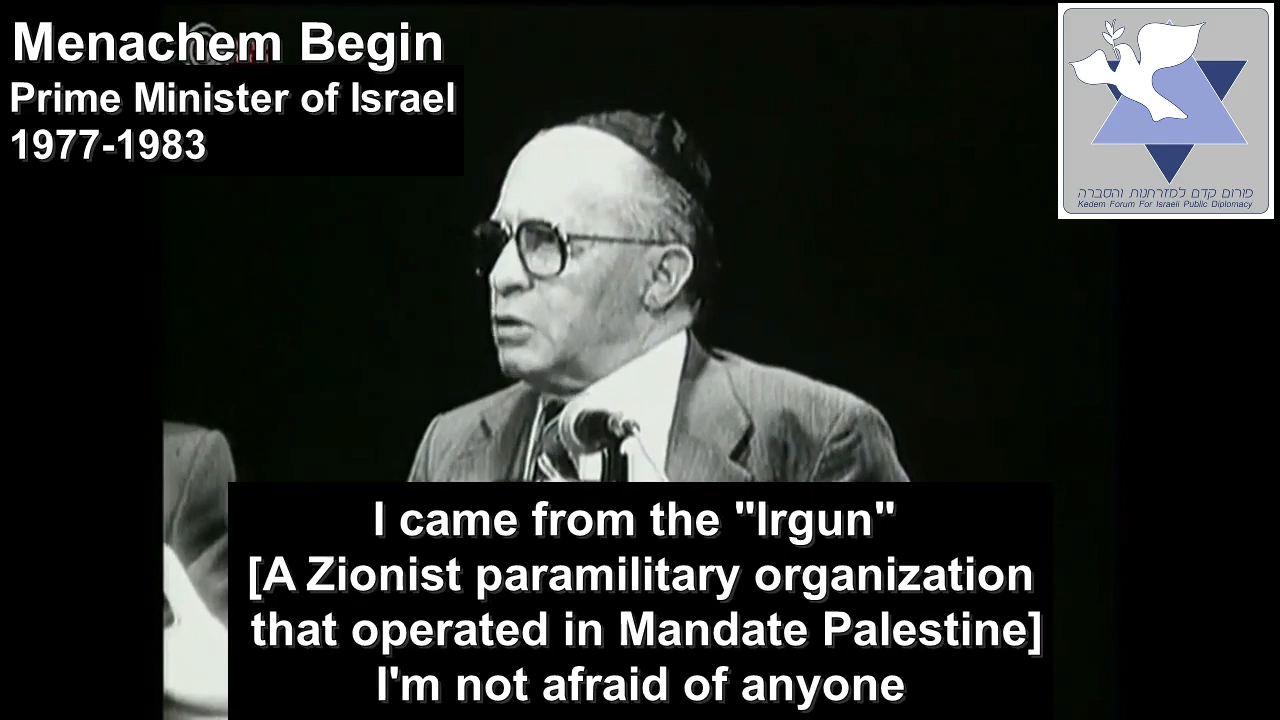 Menachem Begin
Prime Minister of Israel
1977-1983
פורום קדם למזרחנות והסברה
Kedem Forum For Israeli Public Diplomacy
I came from the "Irgun"
[A Zionist paramilitary organization
that operated in Mandate Palestine]
I'm not afraid of anyone